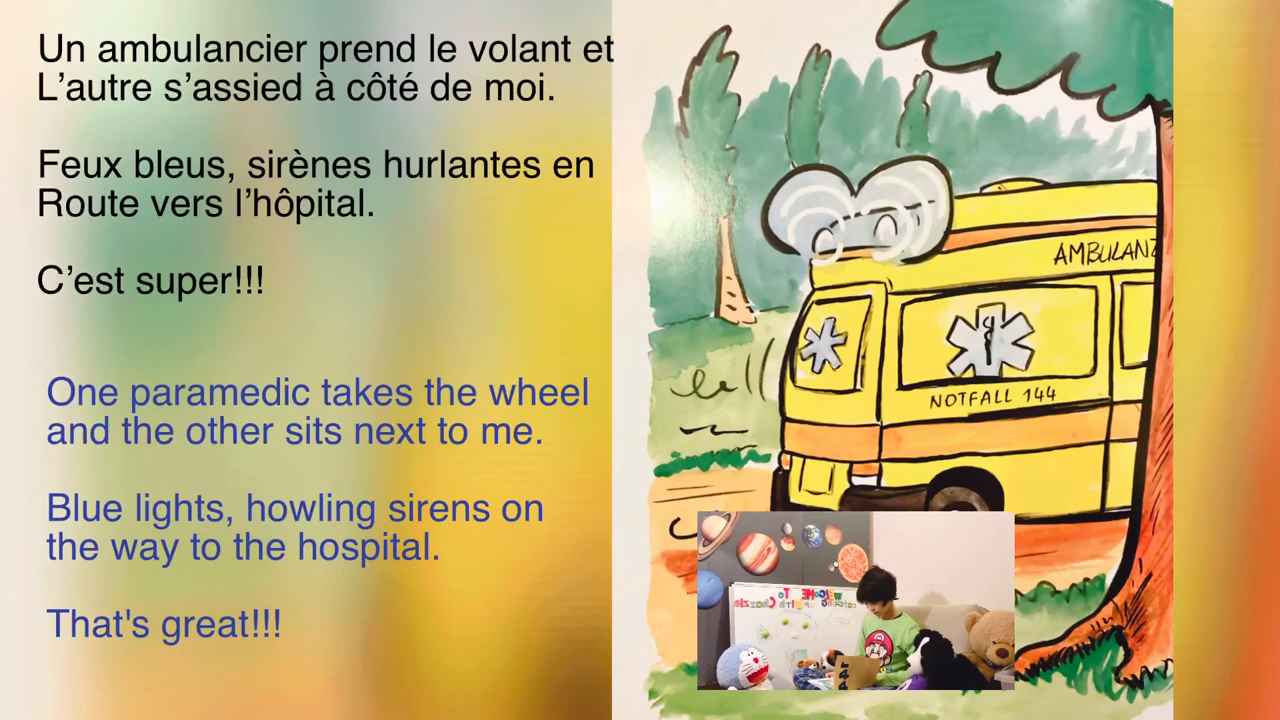 Un ambulancier prend le volant et
L’autre s’assied à côté de moi.
Feux bleus, sirènes hurlantes en
Route vers l’hôpital.
C’est super!!!
One paramedic takes the wheel
and the other sits next to me.
Blue lights, howling sirens on
the way to the hospital.
That's great!!!
AMBULANZ
NOTFALL 144
WELCOME TO